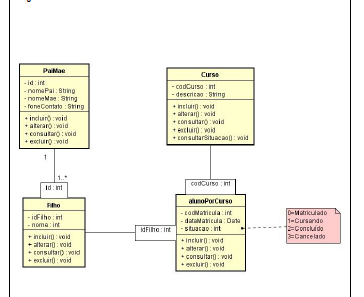 PaiMae
- id : int
- nomePai : String
- nomeMae : String
- foneContato : String
+ incluir() : void
+ alterar() : void
+ consultar() : void
+ excluir() : void
Curso
- codCurso : int
- descricao : String
+ incluir() : void
+ alterar() : void
+ consultar() : void
+ excluir() : void
+ consultarSituacao() : void
1
1..*
id : int
codCurso : int
Filho
- idFilho : int
- nome : int
+ incluir() : void
+ alterar() : void
+ consultar() : void
+ excluir() : void
idFilho : int
alunoPorCurso
- codMatricula : int
- dataMatricula : Date
- situacao : int
+ incluir() : void
+ alterar() : void
+ consultar() : void
+ excluir() : void
0=Matriculado
1=Cursando
2=Concluido
3=Cancelado